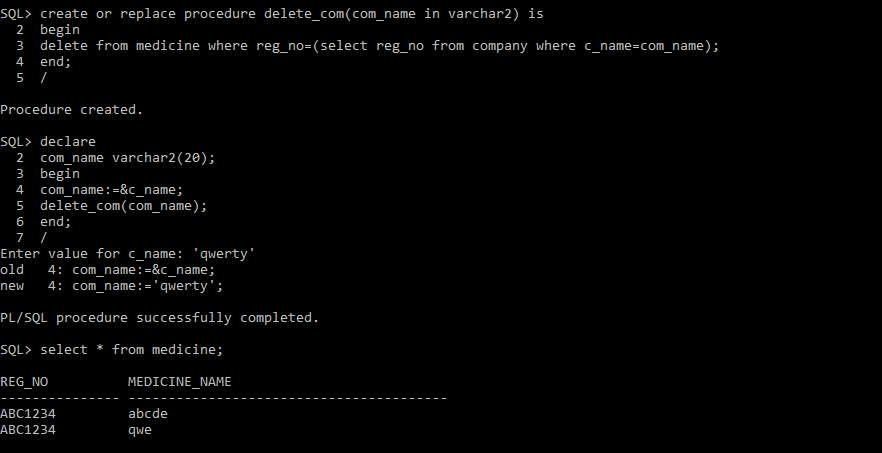 SQL> create or replace procedure delete_com(com_name in varchar2) is
  2  begin
  3  delete from medicine where reg_no=(select reg_no from company where c_name=com_name);
  4  end;
  5  /
Procedure created.
SQL> declare
  2  com_name varchar2(20);
  3  begin
  4  com_name:=&c_name;
  5  delete_com(com_name);
  6  end;
  7  /
Enter value for c_name: 'qwerty'
old   4: com_name:=&c_name;
new   4: com_name:='qwerty';
PL/SQL procedure successfully completed.
SQL> select * from medicine;
REG_NO          MEDICINE_NAME
--------------- ----------------------------------------
ABC1234         abcde
ABC1234         qwe